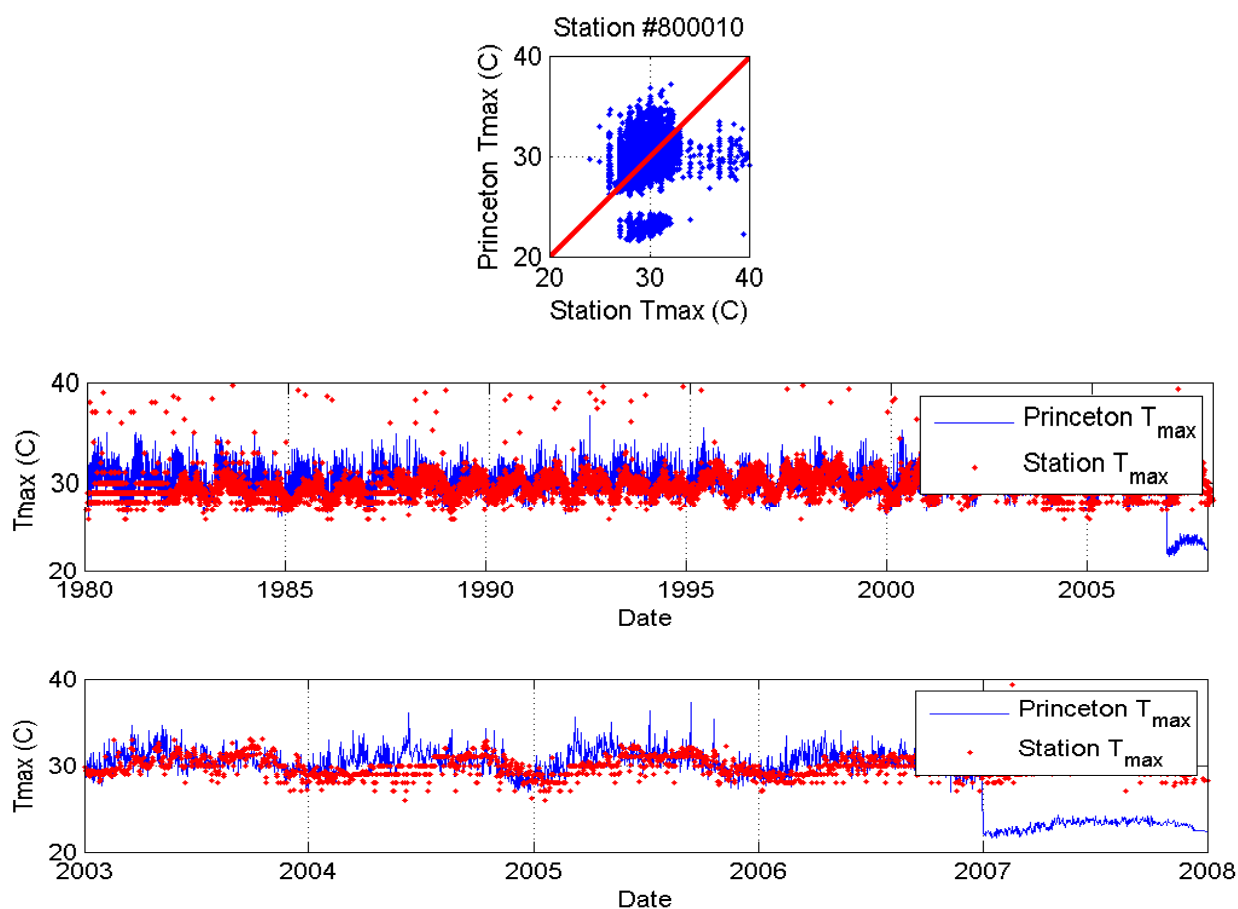 Station #800010
Princeton Tmax (C)
40
30
20
20 30 40
Station Tmax (C)
Tmax (C)
40
30
20
Princeton Tmax
Station Tmax
1980 1985 1990 1995 2000 2005
Date
Tmax (C)
40
30
20
Princeton Tmax
Station Tmax
2003 2004 2005 2006 2007 2008
Date